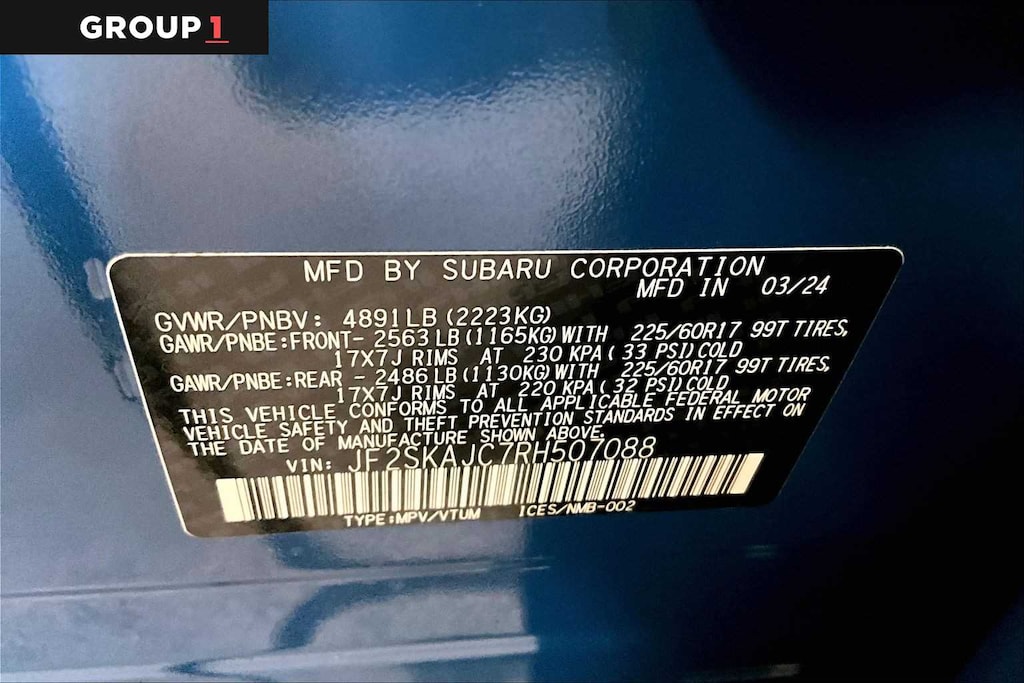 GROUP 1
MFD BY SUBARU CORPORATION
MFD IN 03/24
GVWR/PNBV: 4891LB (2223KG)
GAWR/PNBE:FRONT- 2563LB (1165KG) WITH 225/60R17 99T TIRES,
17X7J RIMS AT 230 KPA (33 PSI) COLD
GAWR/PNBE:REAR - 2486LB (1130KG) WITH 225/60R17 99T TIRES,
17X7J RIMS AT 220 KPA (32 PSI) COLD
THIS VEHICLE CONFORMS TO ALL APPLICABLE FEDERAL MOTOR
VEHICLE SAFETY AND THEFT PREVENTION STANDARDS IN EFFECT ON
THE DATE OF MANUFACTURE SHOWN ABOVE.
VIN: JF2SKAJC7RH507088
TYPE:MPV/VTUM ICES/NMB-002